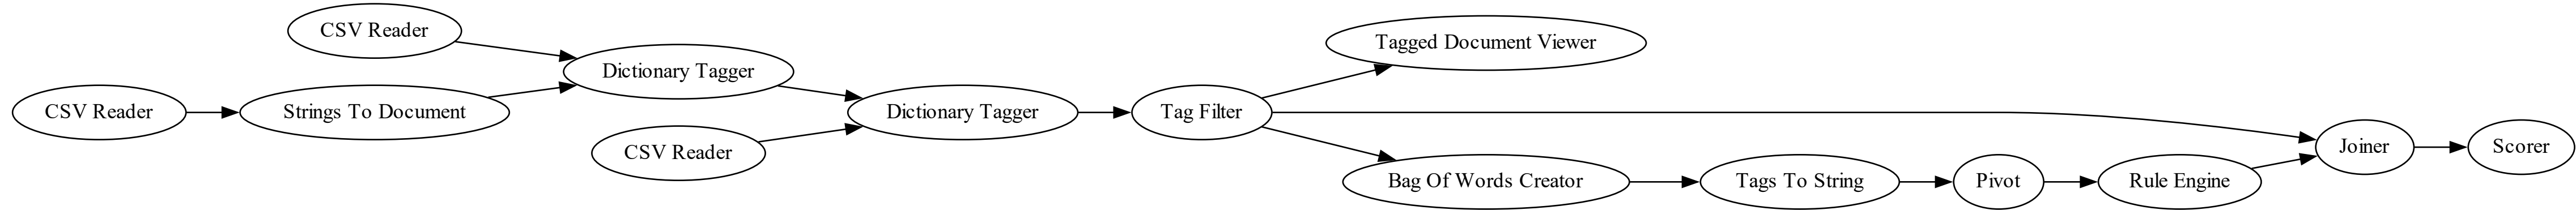 CSV Reader
CSV Reader
Strings To Document
Dictionary Tagger
CSV Reader
Dictionary Tagger
Tag Filter
Tagged Document Viewer
Bag Of Words Creator
Tags To String
Pivot
Rule Engine
Joiner
Scorer